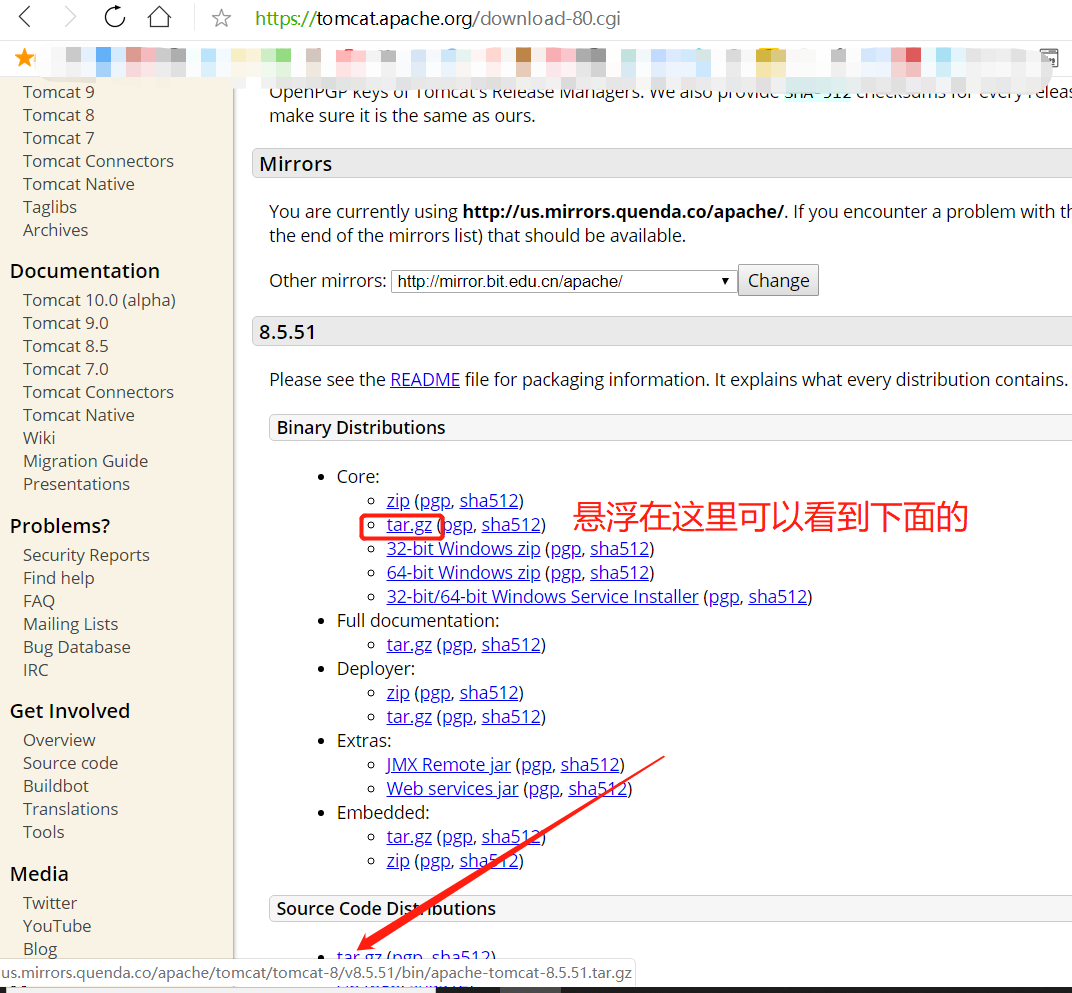 https://tomcat.apache.org/download-80.cgi
Tomcat 9
Tomcat 8
Tomcat 7
Tomcat Connectors
Tomcat Native
Taglibs
Archives
Documentation
Tomcat 10.0 (alpha)
Tomcat 9.0
Tomcat 8.5
Tomcat 7.0
Tomcat Connectors
Tomcat Native
Wiki
Migration Guide
Presentations
Problems?
Security Reports
Find help
FAQ
Mailing Lists
Bug Database
IRC
Get Involved
Overview
Source code
Buildbot
Translations
Tools
Media
Twitter
YouTube
Blog
OpenPGP keys of Tomcat's Release Managers. We also provide SHA-512 checksums for every relea
make sure it is the same as ours.
Mirrors
You are currently using http://us.mirrors.quenda.co/apache/. If you encounter a problem with th
the end of the mirrors list) that should be available.
Other mirrors: http://mirror.bit.edu.cn/apache/ Change
8.5.51
Please see the README file for packaging information. It explains what every distribution contains.
Binary Distributions
Core:
zip (pgp, sha512)
tar.gz (pgp, sha512) 悬浮在这里可以看到下面的
32-bit Windows zip (pgp, sha512)
64-bit Windows zip (pgp, sha512)
32-bit/64-bit Windows Service Installer (pgp, sha512)
Full documentation:
tar.gz (pgp, sha512)
Deployer:
zip (pgp, sha512)
tar.gz (pgp, sha512)
Extras:
JMX Remote jar (pgp, sha512)
Web services jar (pgp, sha512)
Embedded:
tar.gz (pgp, sha512)
zip (pgp, sha512)
Source Code Distributions
tar.gz (pgp, sha512)
us.mirrors.quenda.co/apache/tomcat/tomcat-8/v8.5.51/bin/apache-tomcat-8.5.51.tar.gz